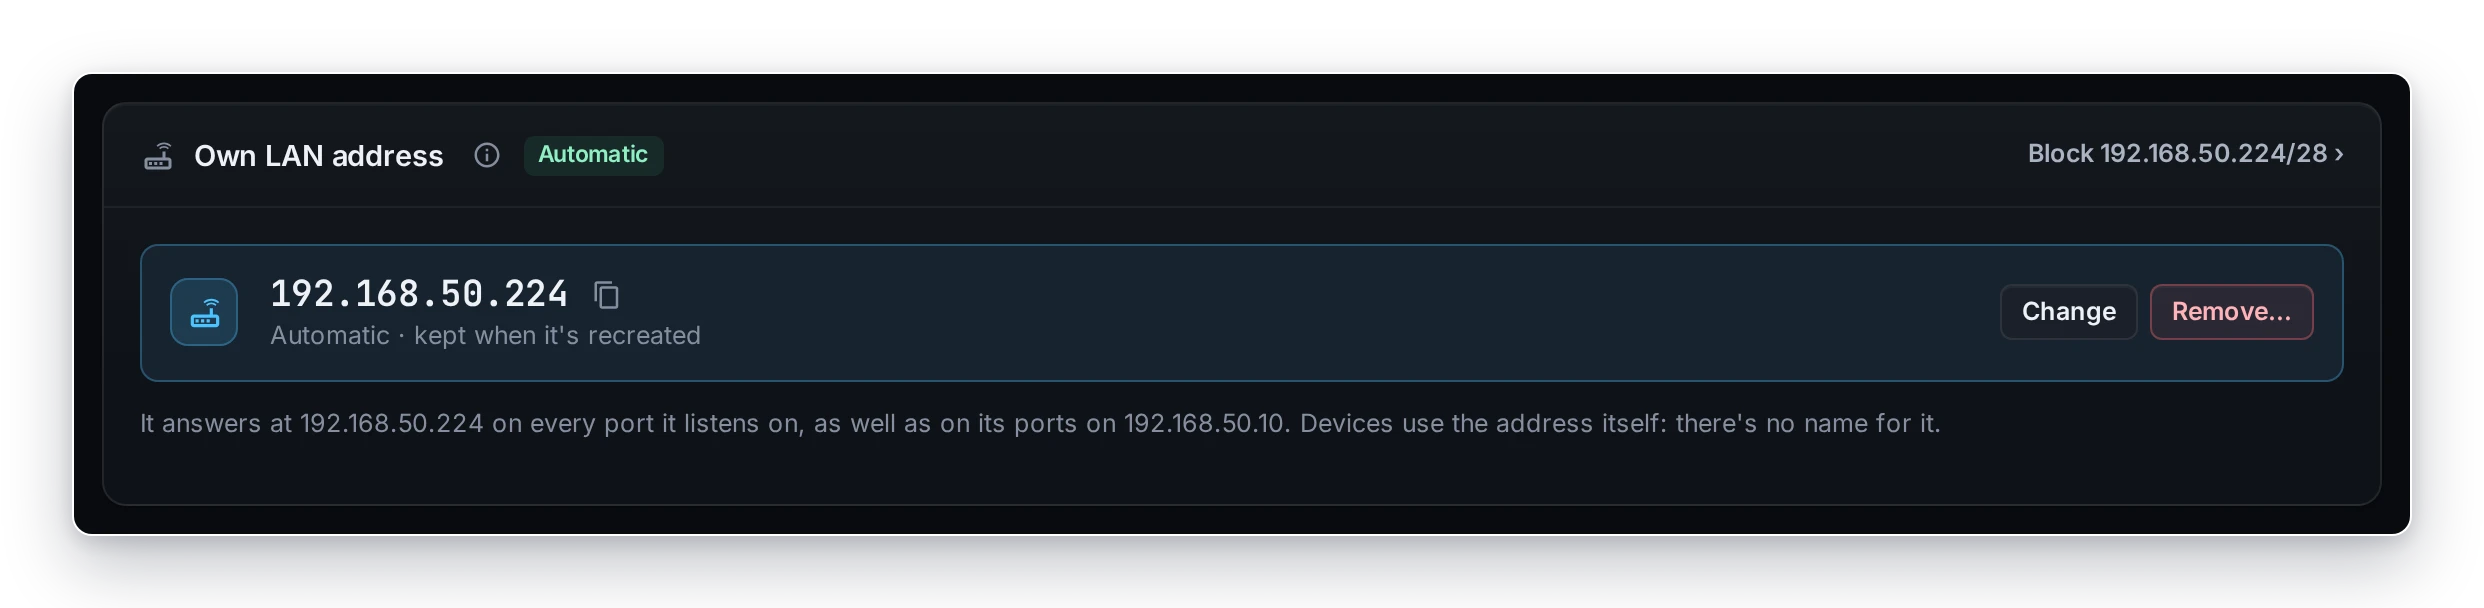 Own LAN address
Automatic
Block 192.168.50.224/28 ›
192.168.50.224
Automatic · kept when it's recreated
Change
Remove…
It answers at 192.168.50.224 on every port it listens on, as well as on its ports on 192.168.50.10. Devices use the address itself: there's no name for it.